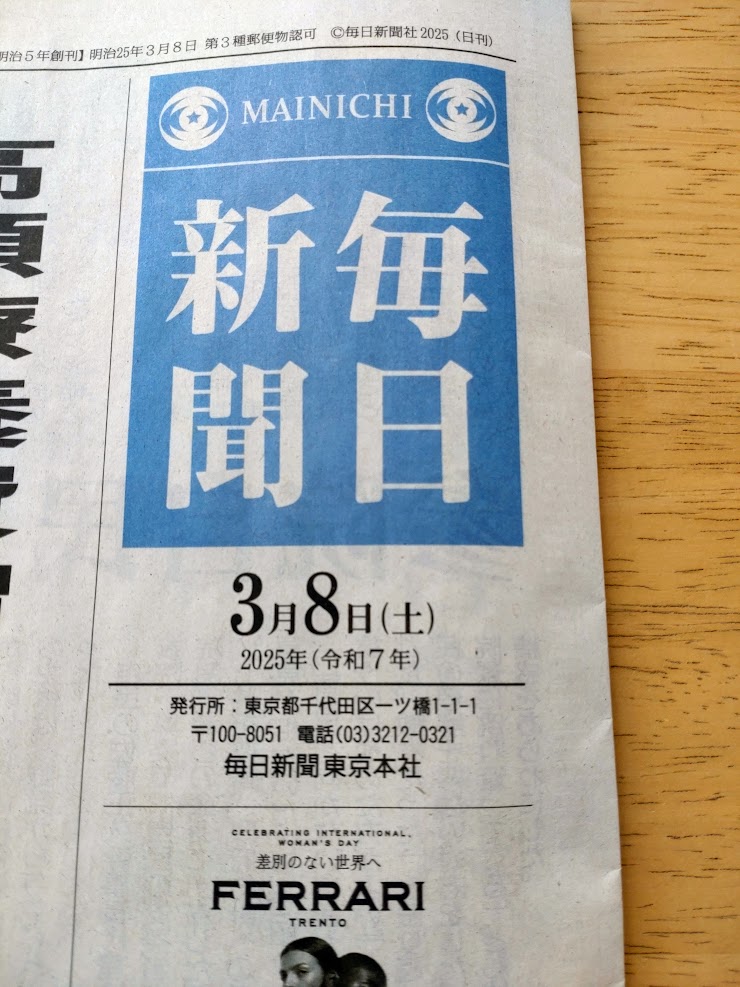 明治5年創刊】明治25年3月8日 第3種郵便物認可 ©毎日新聞社2025（日刊）
MAINICHI
毎日
新聞
3月8日(土)
2025年(令和7年)
発行所：東京都千代田区一ツ橋1-1-1
〒100-8051 電話(03)3212-0321
毎日新聞東京本社
CELEBRATING INTERNATIONAL,
WOMAN'S DAY
差別のない世界へ
FERRARI
TRENTO